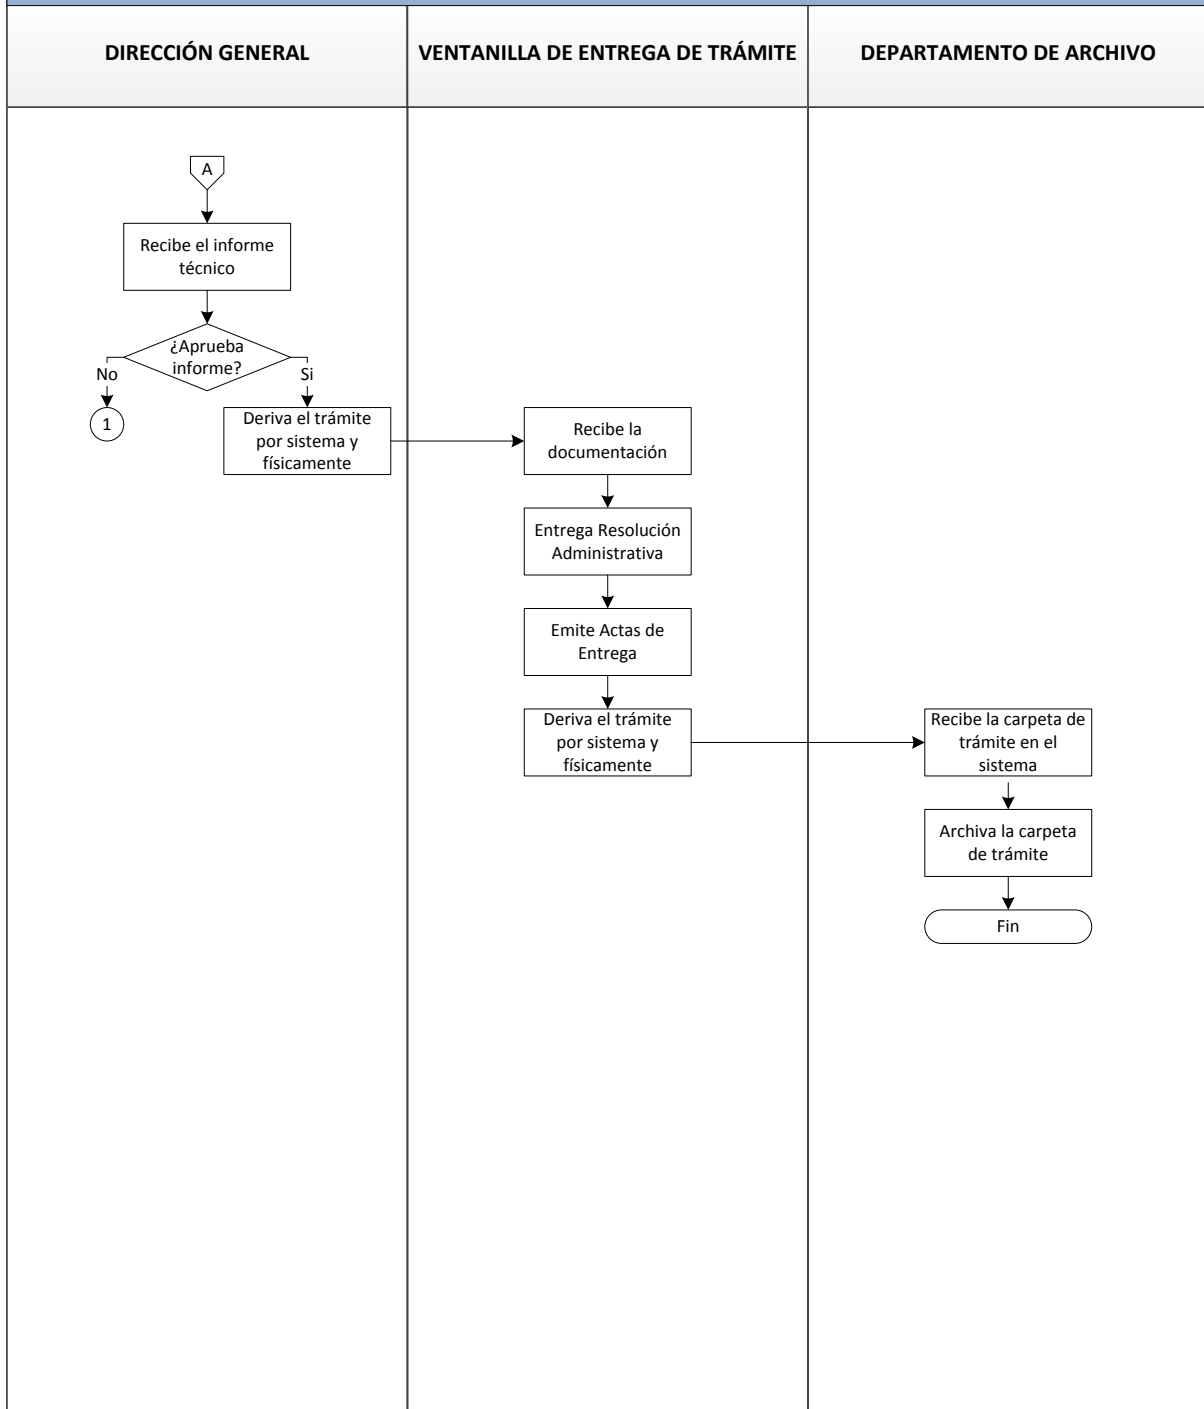 DIRECCIÓN GENERAL
VENTANILLA DE ENTREGA DE TRÁMITE
DEPARTAMENTO DE ARCHIVO
A
Recibe el informe
técnico
¿Aprueba
informe?
No
Si
1
Deriva el trámite
por sistema y
físicamente
Recibe la
documentación
Entrega Resolución
Administrativa
Emite Actas de
Entrega
Deriva el trámite
por sistema y
físicamente
Recibe la carpeta de
trámite en el
sistema
Archiva la carpeta
de trámite
Fin